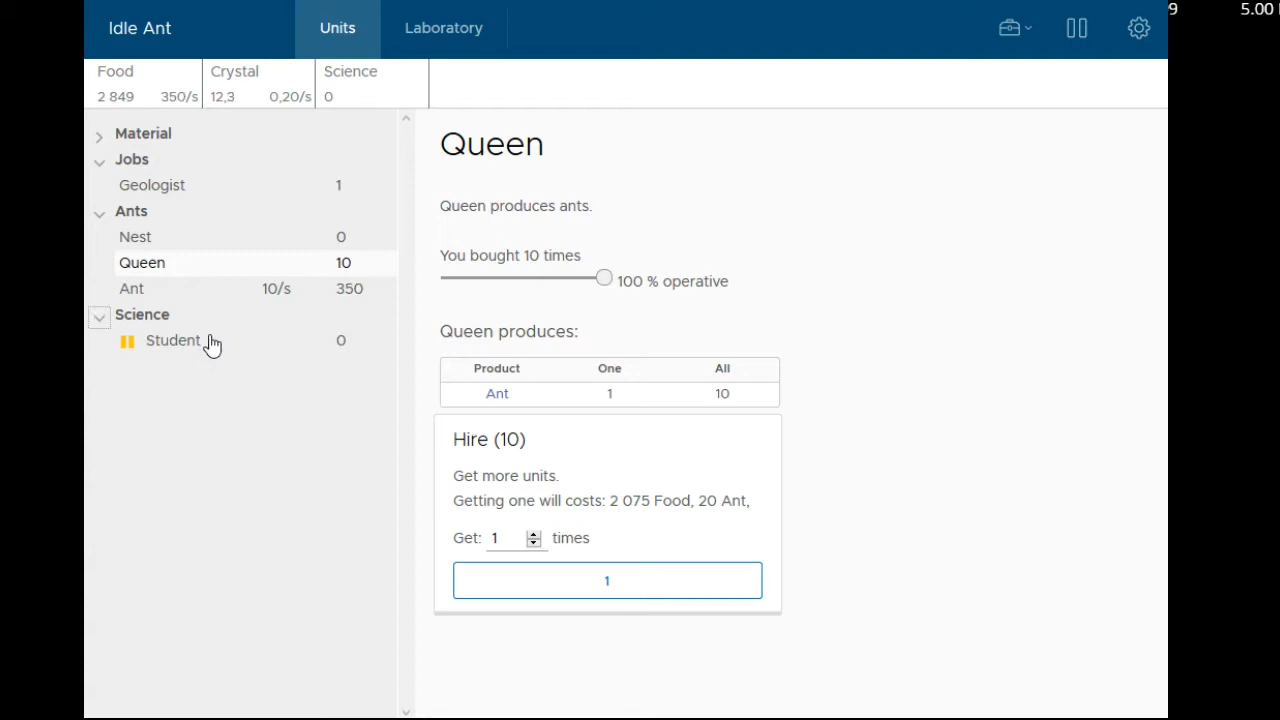 Idle Ant Units Laboratory
9 5.00
Food Crystal Science
2 849 350/s 12,3 0,20/s 0
Material
Jobs
Geologist 1
Ants
Nest 0
Queen 10
Ant 10/s 350
Science
Student 0
Queen
Queen produces ants.
You bought 10 times
100 % operative
Queen produces:
Product One All
Ant 1 10
Hire (10)
Get more units.
Getting one will costs: 2 075 Food, 20 Ant,
Get: 1 times
1